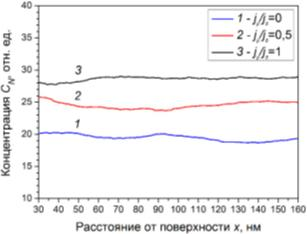 40
35
30
25
20
15
10
30 40 50 60 70 80 90 100 110 120 130 140 150 160
Концентрация C_N, отн. ед.
Расстояние от поверхности x, нм
1 - j_i/j_t=0
2 - j_i/j_t=0,5
3 - j_i/j_t=1
3
2
1